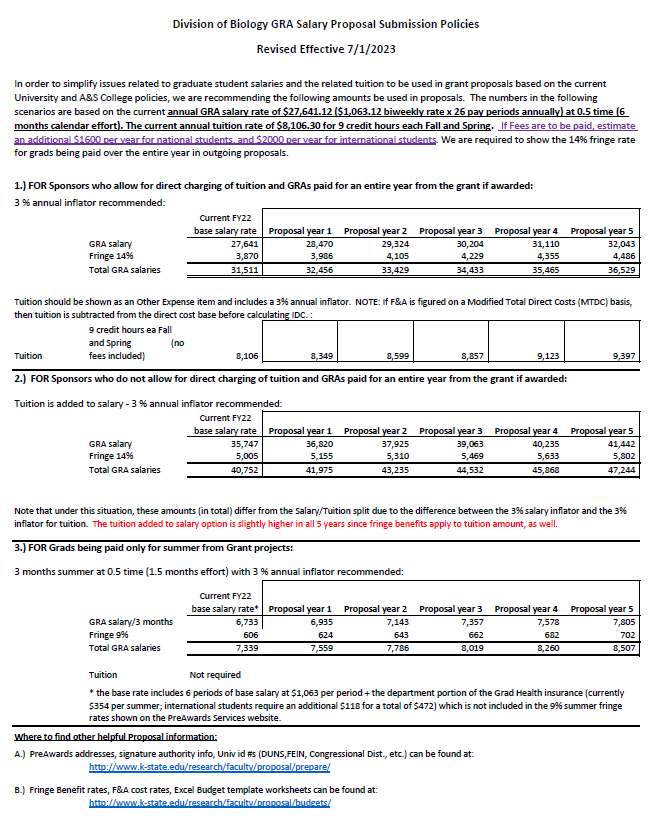 Division of Biology GRA Salary Proposal Submission Policies
Revised Effective 7/1/2023
In order to simplify issues related to graduate student salaries and the related tuition to be used in grant proposals based on the current
University and A&S College policies, we are recommending the following amounts be used in proposals. The numbers in the following
scenarios are based on the current annual GRA salary rate of $27,641.12 ($1,063.12 biweekly rate x 26 pay periods annually) at 0.5 time (6
months calendar effort). The current annual tuition rate of $8,106.30 for 9 credit hours each Fall and Spring. If Fees are to be paid, estimate
an additional $1600 per year for national students, and $2000 per year for international students. We are required to show the 14% fringe rate
for grads being paid over the entire year in outgoing proposals.
1.) FOR Sponsors who allow for direct charging of tuition and GRAs paid for an entire year from the grant if awarded:
3 % annual inflator recommended:
Current FY22
base salary rate Proposal year 1 Proposal year 2 Proposal year 3 Proposal year 4 Proposal year 5
GRA salary 27,641 28,470 29,324 30,204 31,110 32,043
Fringe 14% 3,870 3,986 4,105 4,229 4,355 4,486
Total GRA salaries 31,511 32,456 33,429 34,433 35,465 36,529
Tuition should be shown as an Other Expense item and includes a 3% annual inflator. NOTE: If F&A is figured on a Modified Total Direct Costs (MTDC) basis,
then tuition is subtracted from the direct cost base before calculating IDC. :
9 credit hours ea Fall
and Spring (no
Tuition fees included) 8,106 8,349 8,599 8,857 9,123 9,397
2.) FOR Sponsors who do not allow for direct charging of tuition and GRAs paid for an entire year from the grant if awarded:
Tuition is added to salary - 3 % annual inflator recommended:
Current FY22
base salary rate Proposal year 1 Proposal year 2 Proposal year 3 Proposal year 4 Proposal year 5
GRA salary 35,747 36,820 37,925 39,063 40,235 41,442
Fringe 14% 5,005 5,155 5,310 5,469 5,633 5,802
Total GRA salaries 40,752 41,975 43,235 44,532 45,868 47,244
Note that under this situation, these amounts (in total) differ from the Salary/Tuition split due to the difference between the 3% salary inflator and the 3%
inflator for tuition. The tuition added to salary option is slightly higher in all 5 years since fringe benefits apply to tuition amount, as well.
3.) FOR Grads being paid only for summer from Grant projects:
3 months summer at 0.5 time (1.5 months effort) with 3 % annual inflator recommended:
Current FY22
base salary rate* Proposal year 1 Proposal year 2 Proposal year 3 Proposal year 4 Proposal year 5
GRA salary/3 months 6,733 6,935 7,143 7,357 7,578 7,805
Fringe 9% 606 624 643 662 682 702
Total GRA salaries 7,339 7,559 7,786 8,019 8,260 8,507
Tuition Not required
* the base rate includes 6 periods of base salary at $1,063 per period + the department portion of the Grad Health insurance (currently
$354 per summer; international students require an additional $118 for a total of $472) which is not included in the 9% summer fringe
rates shown on the PreAwards Services website.
Where to find other helpful Proposal information:
A.) PreAwards addresses, signature authority info, Univ id #s (DUNS,FEIN, Congressional Dist., etc.) can be found at:
http://www.k-state.edu/research/faculty/proposal/prepare/
B.) Fringe Benefit rates, F&A cost rates, Excel Budget template worksheets can be found at:
http://www.k-state.edu/research/faculty/proposal/budgets/